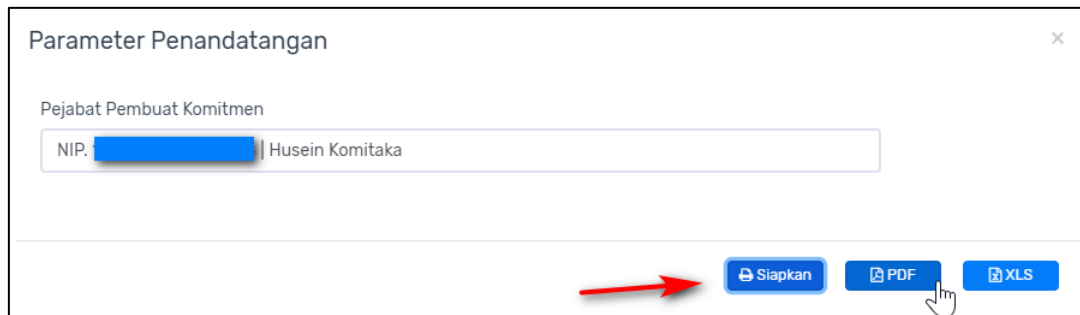 Parameter Penandatangan
Pejabat Pembuat Komitmen
NIP. | Husein Komitaka
Siapkan PDF XLS